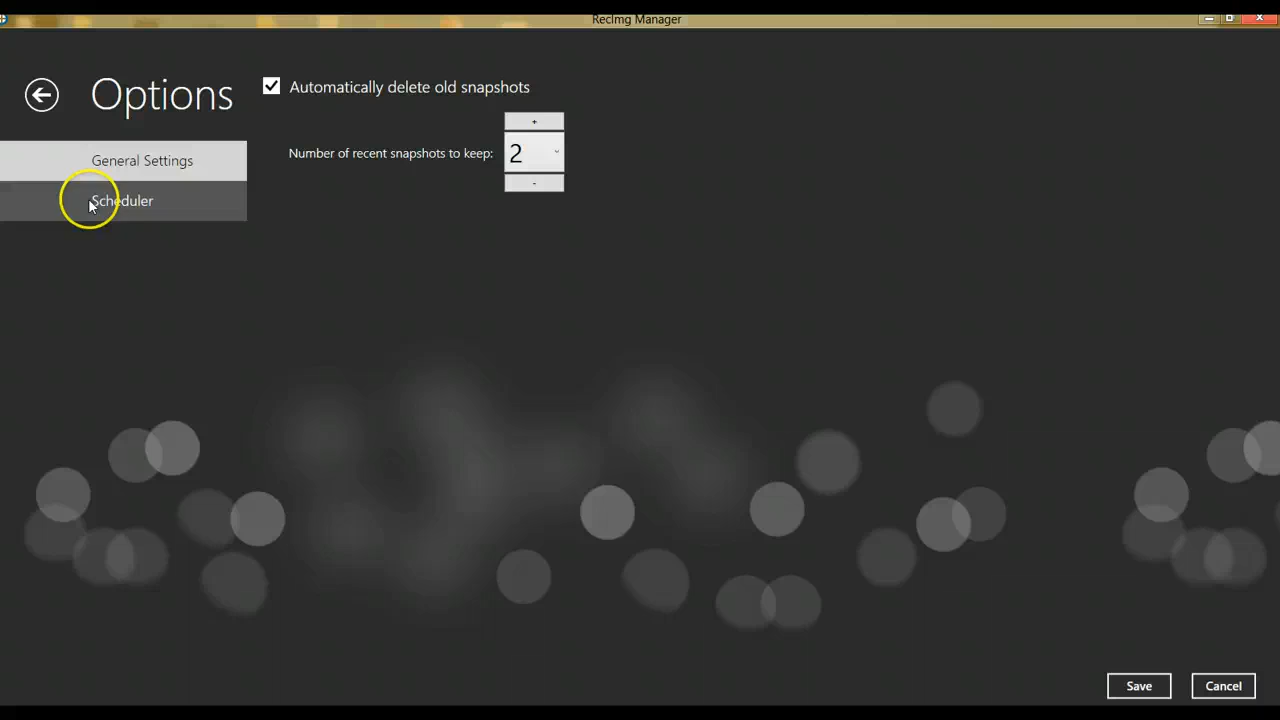 RecImg Manager
Options
General Settings
Scheduler
Automatically delete old snapshots
+
Number of recent snapshots to keep: 2
-
Save Cancel